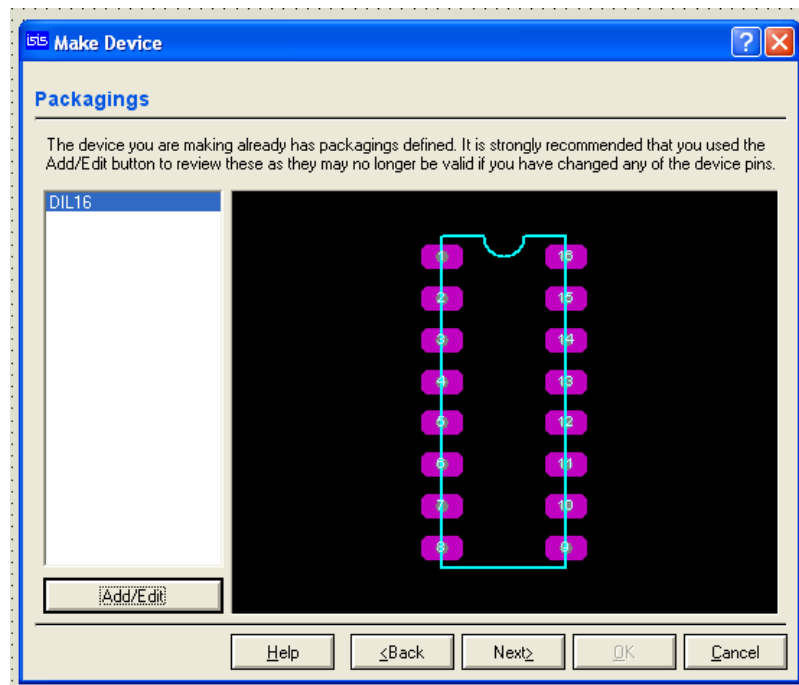 isis Make Device
Packagings
The device you are making already has packagings defined. It is strongly recommended that you used the
Add/Edit button to review these as they may no longer be valid if you have changed any of the device pins.
DIL16
1 16
2 15
3 14
4 13
5 12
6 11
7 10
8 9
Add/Edit
Help <Back Next> OK Cancel